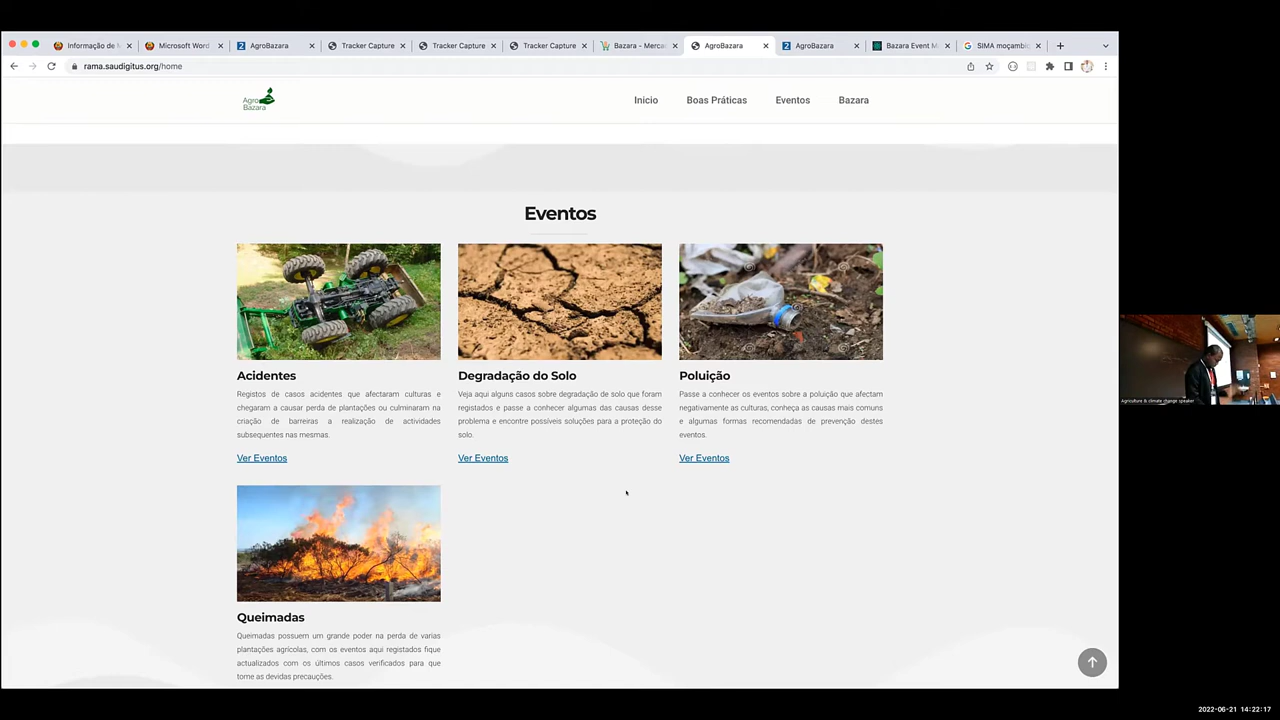 Informação de
Microsoft Word
AgroBazara
Tracker Capture
Tracker Capture
Tracker Capture
Bazara - Merca
AgroBazara
AgroBazara
Bazara Event M
SIMA moçambi
rama.saudigitus.org/home
Agro
Bazara
Inicio
Boas Práticas
Eventos
Bazara
Eventos
Acidentes
Registos de casos acidentes que afectaram culturas e
chegaram a causar perda de plantações ou culminaram na
criação de barreiras a realização de actividades
subsequentes nas mesmas.
Ver Eventos
Degradação do Solo
Veja aqui alguns casos sobre degradação de solo que foram
registados e passe a conhecer algumas das causas desse
problema e encontre possíveis soluções para a proteção do
solo.
Ver Eventos
Poluição
Passe a conhecer os eventos sobre a poluição que afectam
negativamente as culturas, conheça as causas mais comuns
e algumas formas recomendadas de prevenção destes
eventos.
Ver Eventos
Queimadas
Queimadas possuem um grande poder na perda de varias
plantações agrícolas, com os eventos aqui registados fique
actualizados com os últimos casos verificados para que
tome as devidas precauções.
Agriculture & climate change speaker
2022-06-21 14:22:17